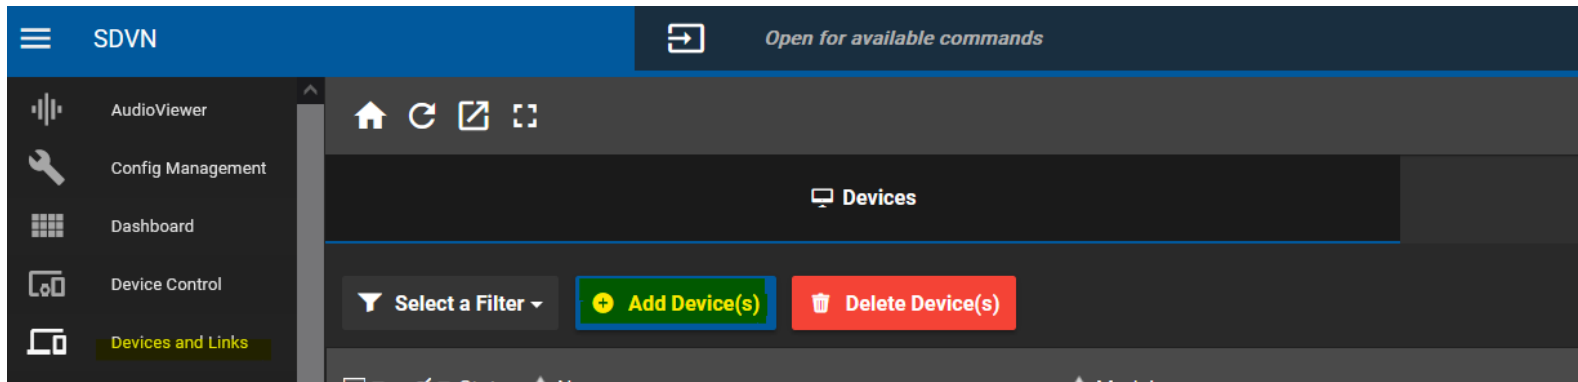 SDVN
Open for available commands
AudioViewer
Config Management
Dashboard
Device Control
Devices and Links
Devices
Select a Filter
Add Device(s)
Delete Device(s)